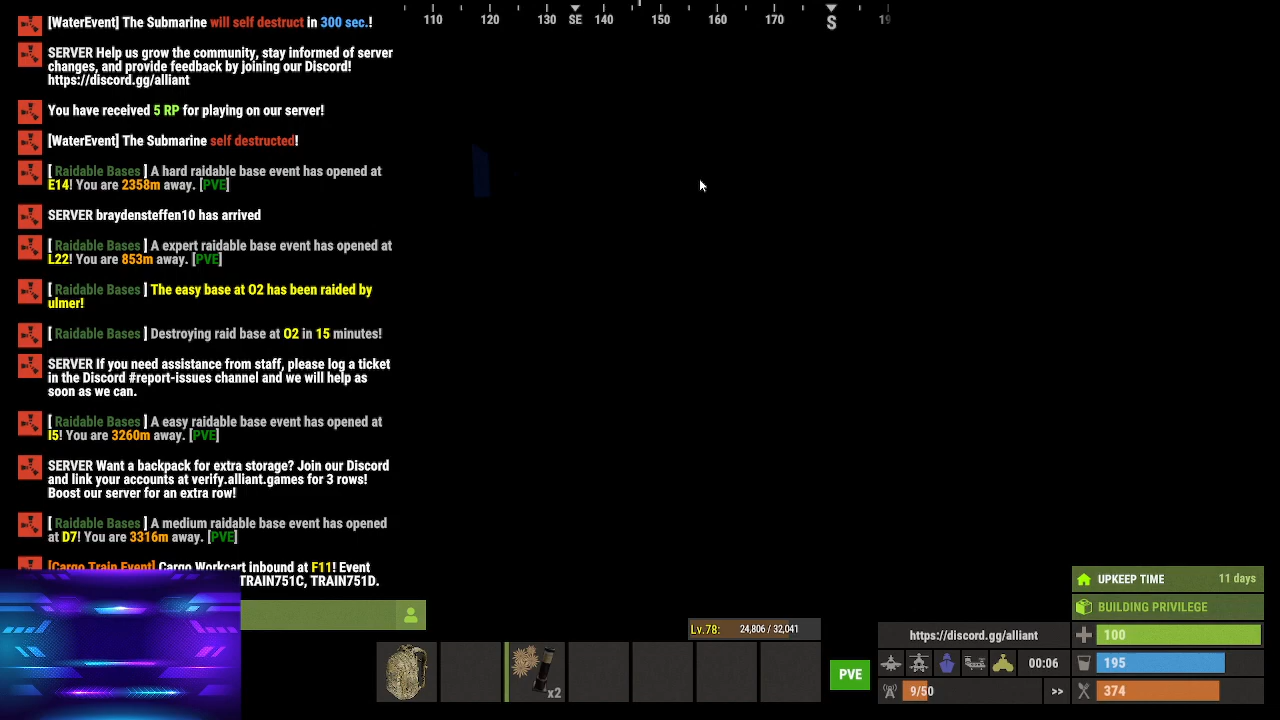 [WaterEvent] The Submarine will self destruct in 300 sec.!
SERVER Help us grow the community, stay informed of server
changes, and provide feedback by joining our Discord!
https://discord.gg/alliant
You have received 5 RP for playing on our server!
[WaterEvent] The Submarine self destructed!
[ Raidable Bases ] A hard raidable base event has opened at
E14! You are 2358m away. [PVE]
SERVER braydensteffen10 has arrived
[ Raidable Bases ] A expert raidable base event has opened at
L22! You are 853m away. [PVE]
[ Raidable Bases ] The easy base at O2 has been raided by
ulmer!
[ Raidable Bases ] Destroying raid base at O2 in 15 minutes!
SERVER If you need assistance from staff, please log a ticket
in the Discord #report-issues channel and we will help as
soon as we can.
[ Raidable Bases ] A easy raidable base event has opened at
I5! You are 3260m away. [PVE]
SERVER Want a backpack for extra storage? Join our Discord
and link your accounts at verify.alliant.games for 3 rows!
Boost our server for an extra row!
[ Raidable Bases ] A medium raidable base event has opened
at D7! You are 3316m away. [PVE]
[Cargo Train Event] Cargo Workcart inbound at F11! Event
TRAIN751C, TRAIN751D.
110 120 130 SE 140 150 160 170 S 19
UPKEEP TIME 11 days
BUILDING PRIVILEGE
Lv.78: 24,806 / 32,041
x2
PVE
https://discord.gg/alliant
00:06
9/50 >>
100
195
374